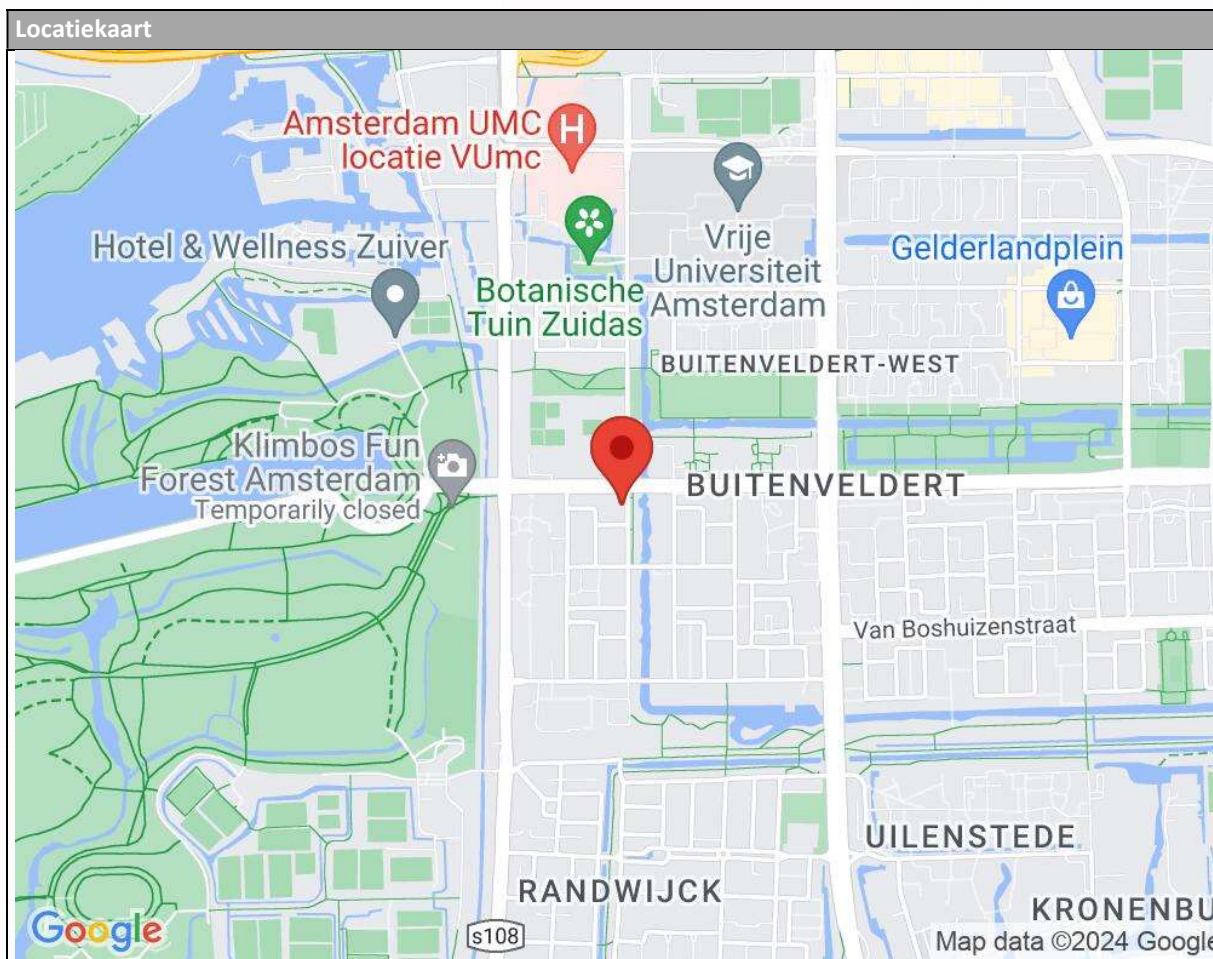 Locatiekaart
Amsterdam UMC
locatie VUmc
H
Hotel & Wellness Zuiver
Vrije
Universiteit
Amsterdam
Gelderlandplein
Botanische
Tuin Zuidas
BUITENVELDERT-WEST
Klimbos Fun
Forest Amsterdam
Temporarily closed
BUITENVELDERT
Van Boshuizenstraat
UILENSTEDE
RANDWIJCK
KRONENBU
Google
s108
Map data ©2024 Google